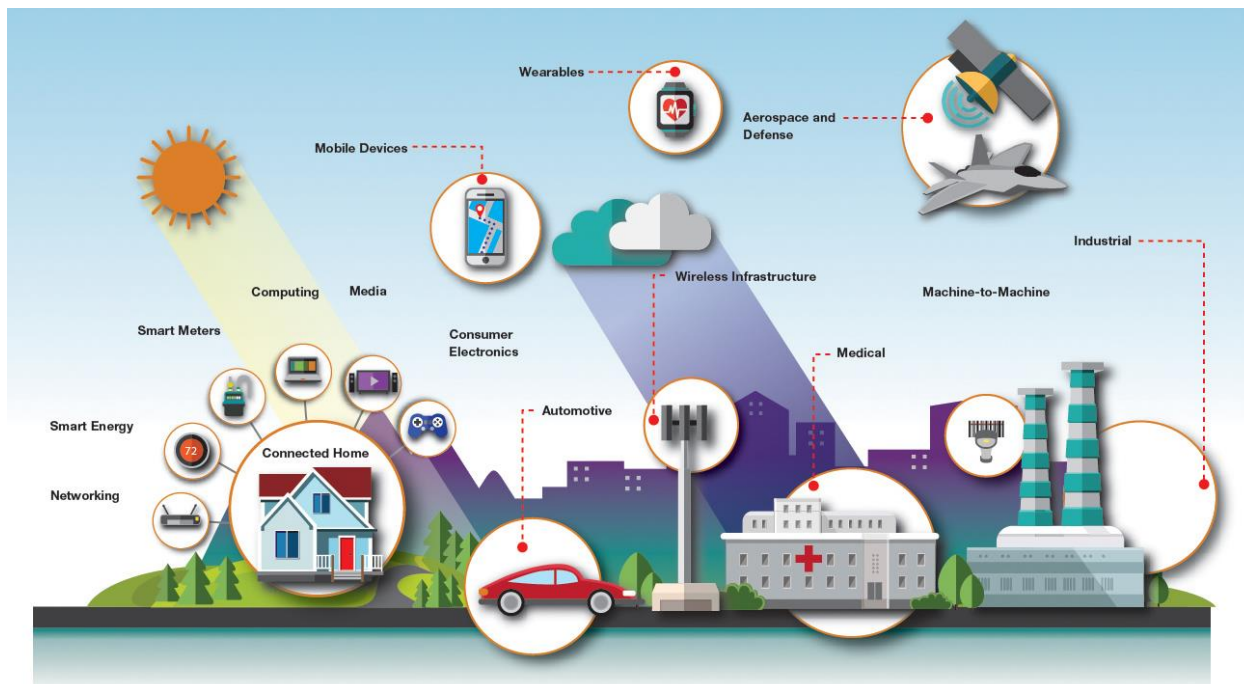 Wearables
Aerospace and
Defense
Mobile Devices
Industrial
Wireless Infrastructure
Computing
Media
Machine-to-Machine
Smart Meters
Consumer
Electronics
Medical
Automotive
Smart Energy
72
Connected Home
Networking